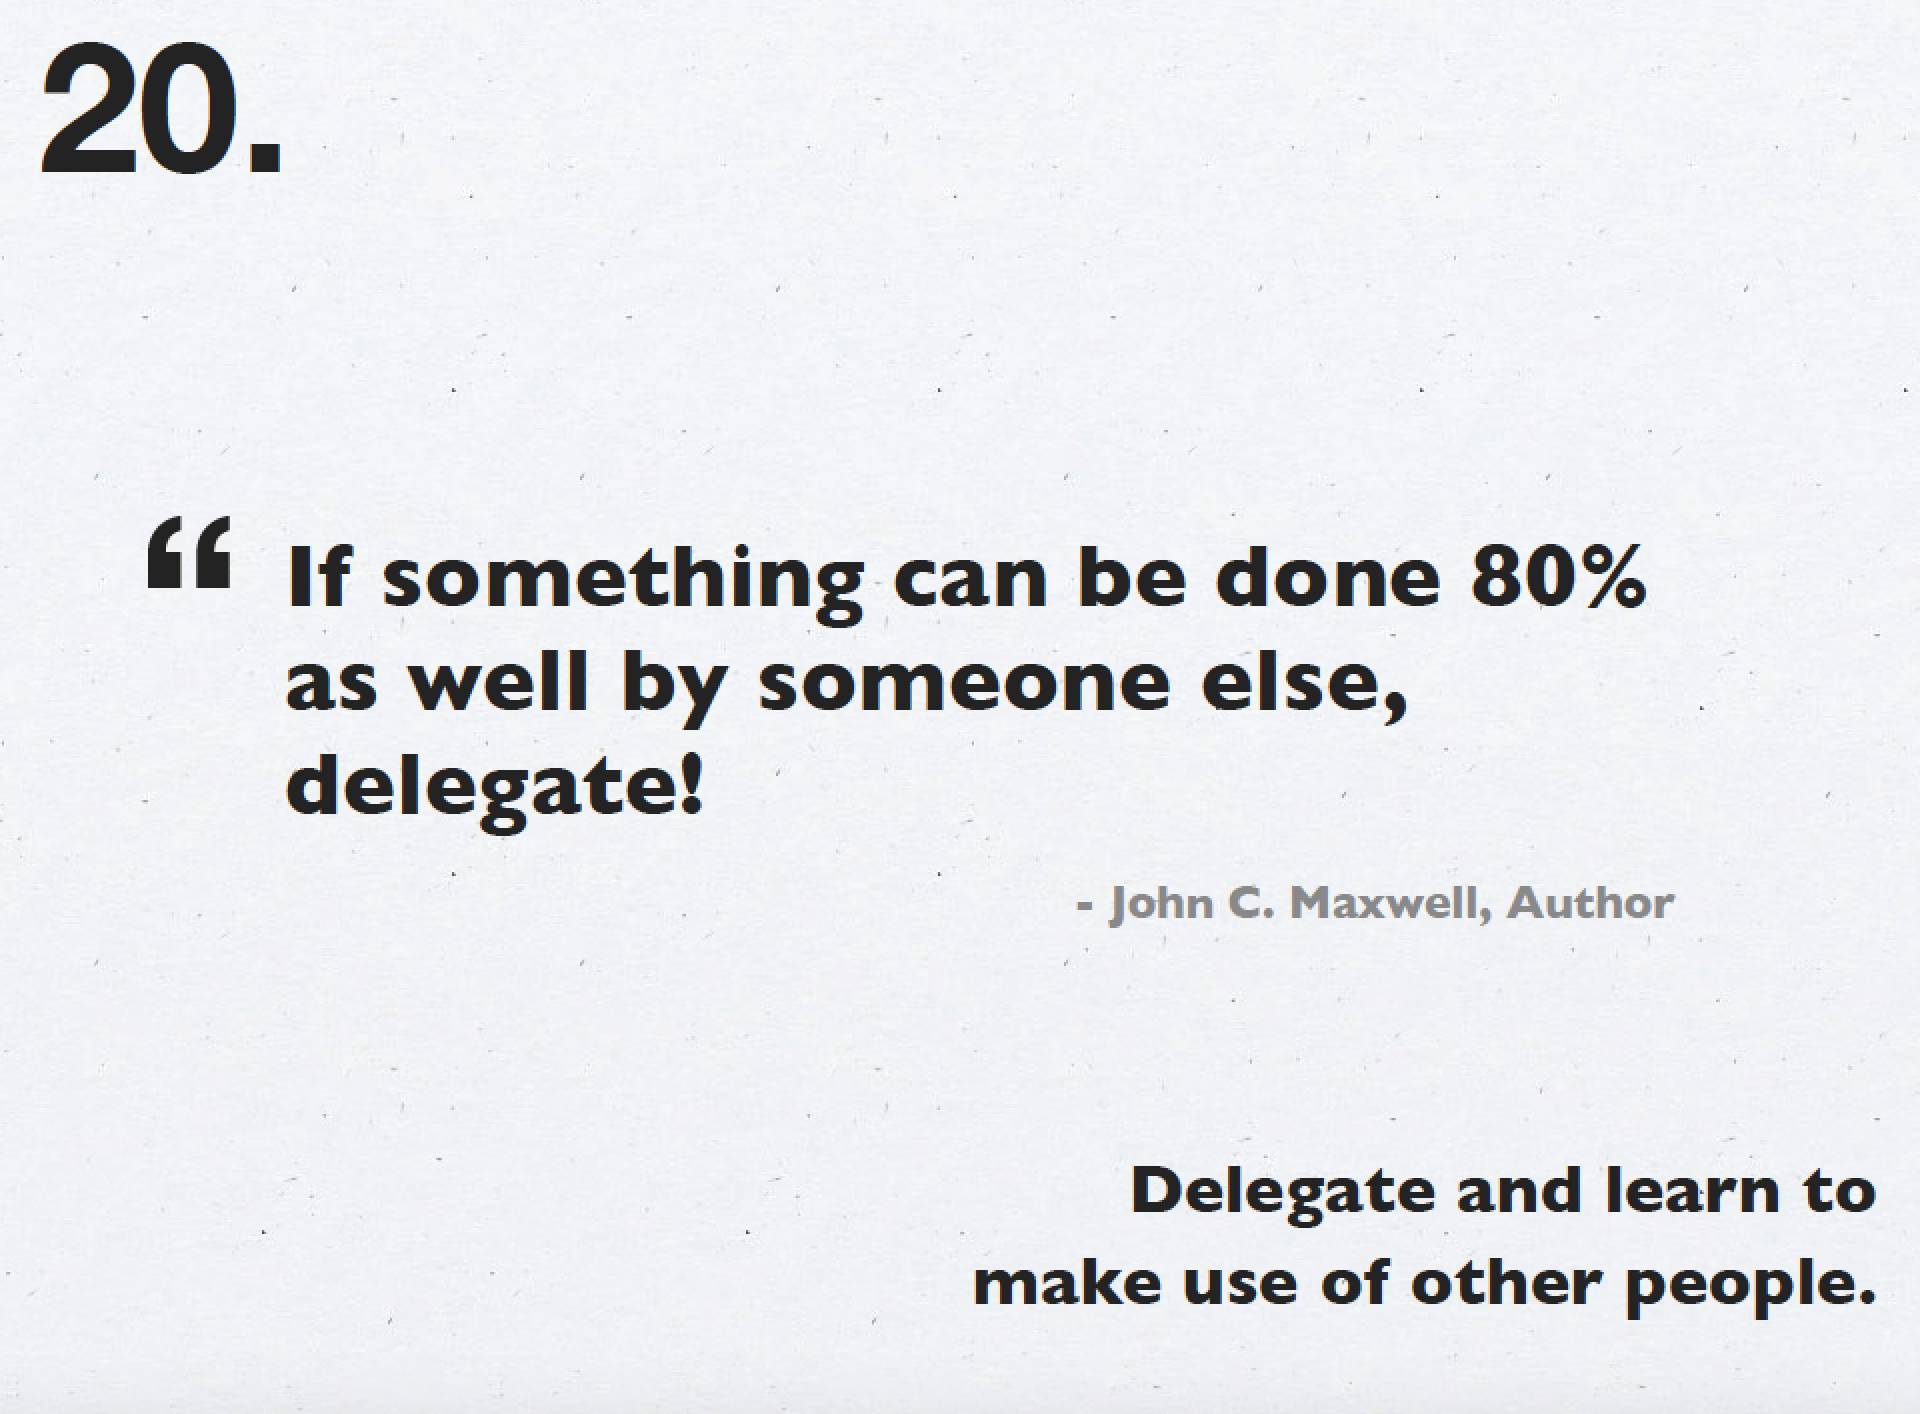 20.
“ If something can be done 80%
as well by someone else,
delegate!
- John C. Maxwell, Author
Delegate and learn to
make use of other people.